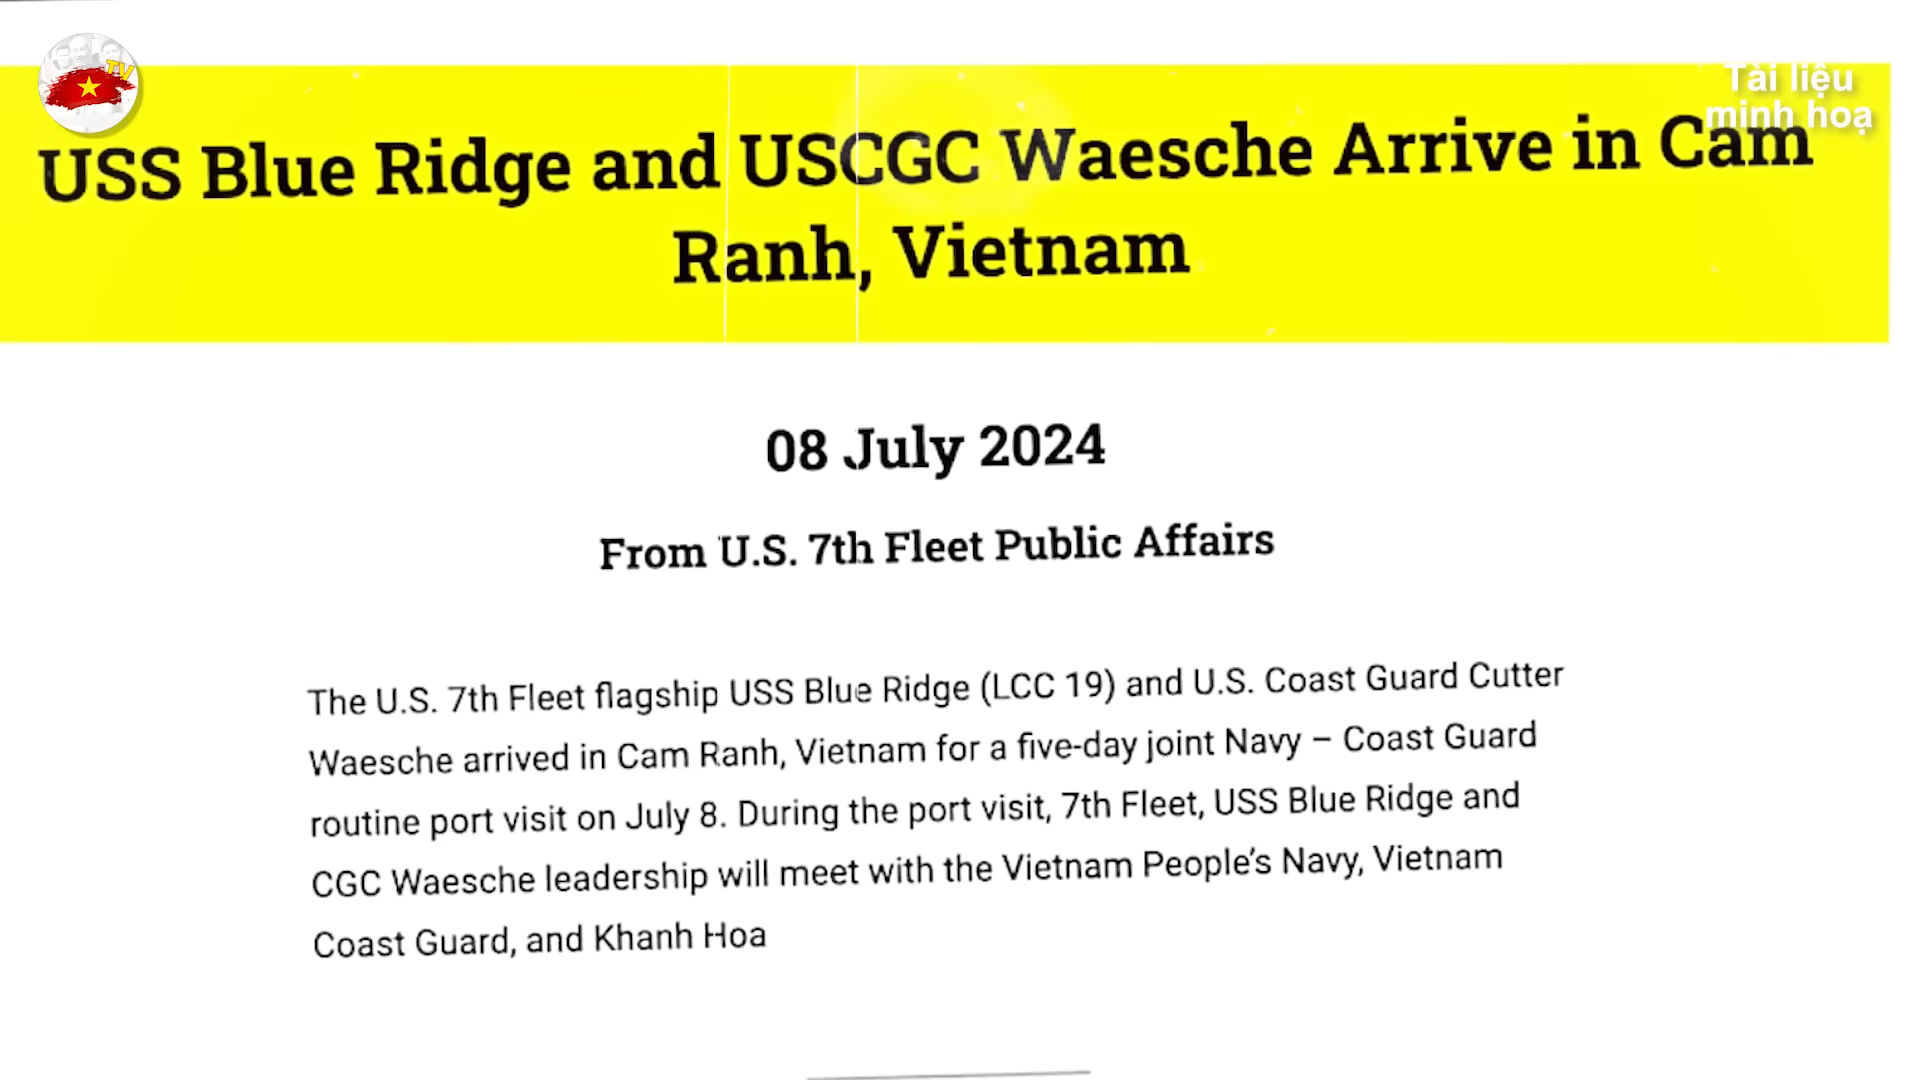 TV
Tài liệu
minh hoạ
USS Blue Ridge and USCGC Waesche Arrive in Cam
Ranh, Vietnam
08 July 2024
From U.S. 7th Fleet Public Affairs
The U.S. 7th Fleet flagship USS Blue Ridge (LCC 19) and U.S. Coast Guard Cutter
Waesche arrived in Cam Ranh, Vietnam for a five-day joint Navy – Coast Guard
routine port visit on July 8. During the port visit, 7th Fleet, USS Blue Ridge and
CGC Waesche leadership will meet with the Vietnam People’s Navy, Vietnam
Coast Guard, and Khanh Hoa